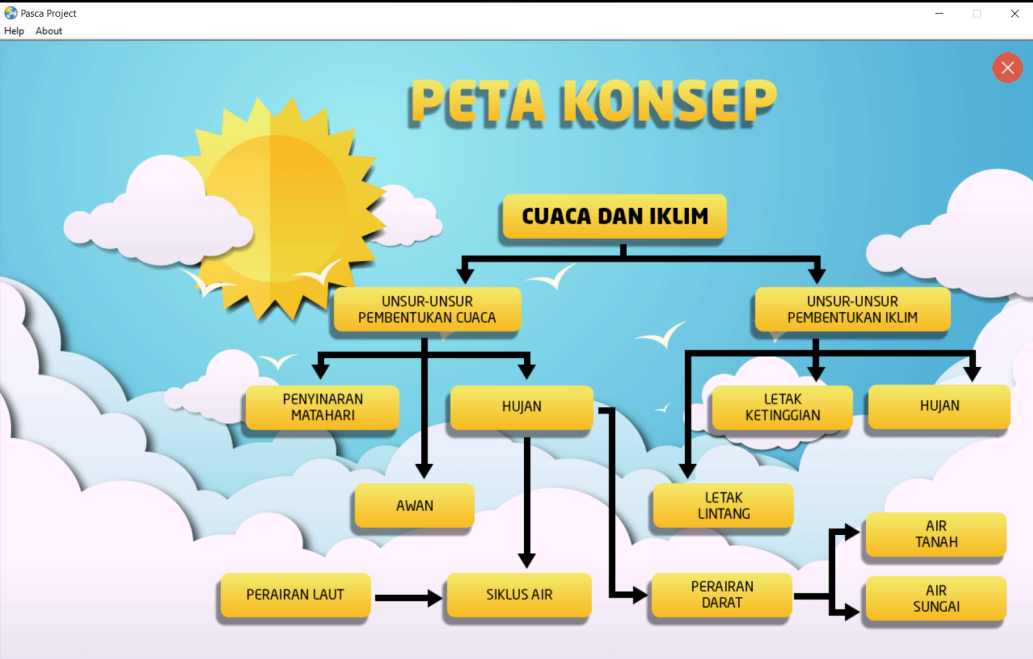 Pasca Project
Help About
PETA KONSEP
CUACA DAN IKLIM
UNSUR-UNSUR
PEMBENTUKAN CUACA
UNSUR-UNSUR
PEMBENTUKAN IKLIM
PENYINARAN
MATAHARI
HUJAN
LETAK
KETINGGIAN
HUJAN
AWAN
LETAK
LINTANG
AIR
TANAH
PERAIRAN LAUT
SIKLUS AIR
PERAIRAN
DARAT
AIR
SUNGAI